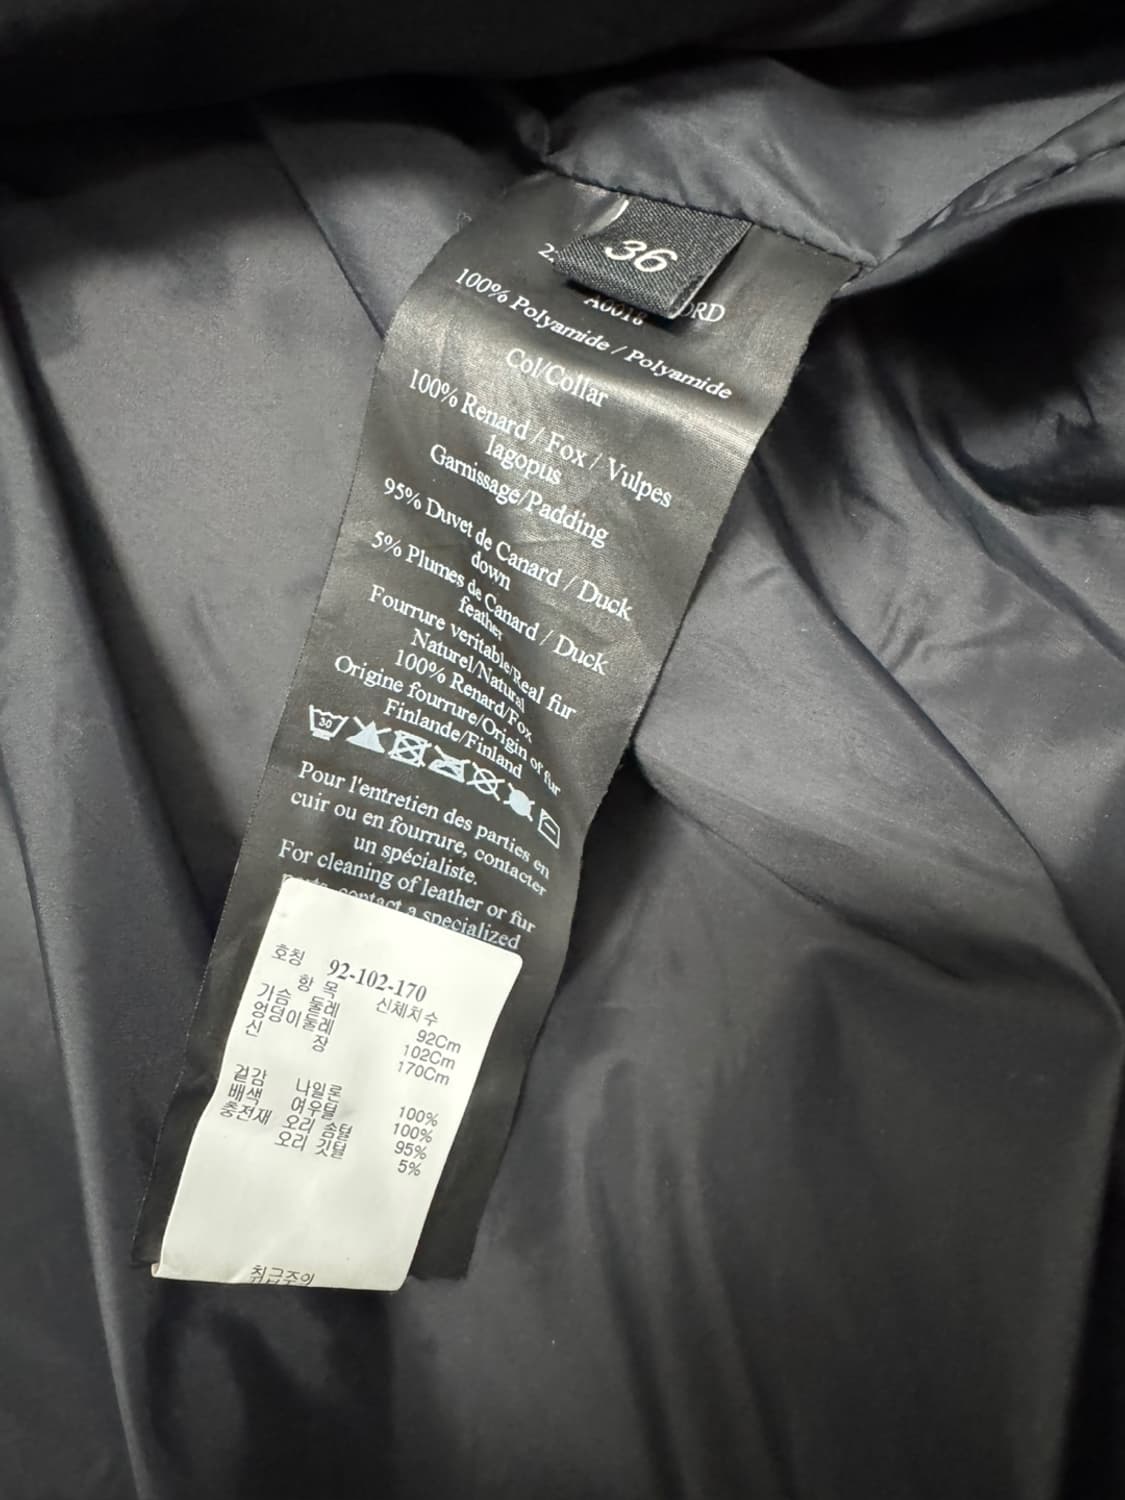 36
A0018
100% Polyamide / Polyamide
Col/Collar
100% Renard / Fox / Vulpes
lagopus
Garnissage/Padding
95% Duvet de Canard / Duck
down
5% Plumes de Canard / Duck
feather
Fourrure veritable/Real fur
Naturel/Natural
100% Renard/Fox
Origine fourrure/Origin of fur
Finlande/Finland
30
Pour l'entretien des parties en
cuir ou en fourrure, contacter
un spécialiste.
For cleaning of leather or fur
contact a specialized
호칭 92-102-170
항 목 신체치수
가슴 둘레 92Cm
엉덩이둘레 102Cm
신 장 170Cm
겉감 나일론 100%
배색 여우털 100%
충전재 오리 솜털 95%
오리 깃털 5%
취급주의